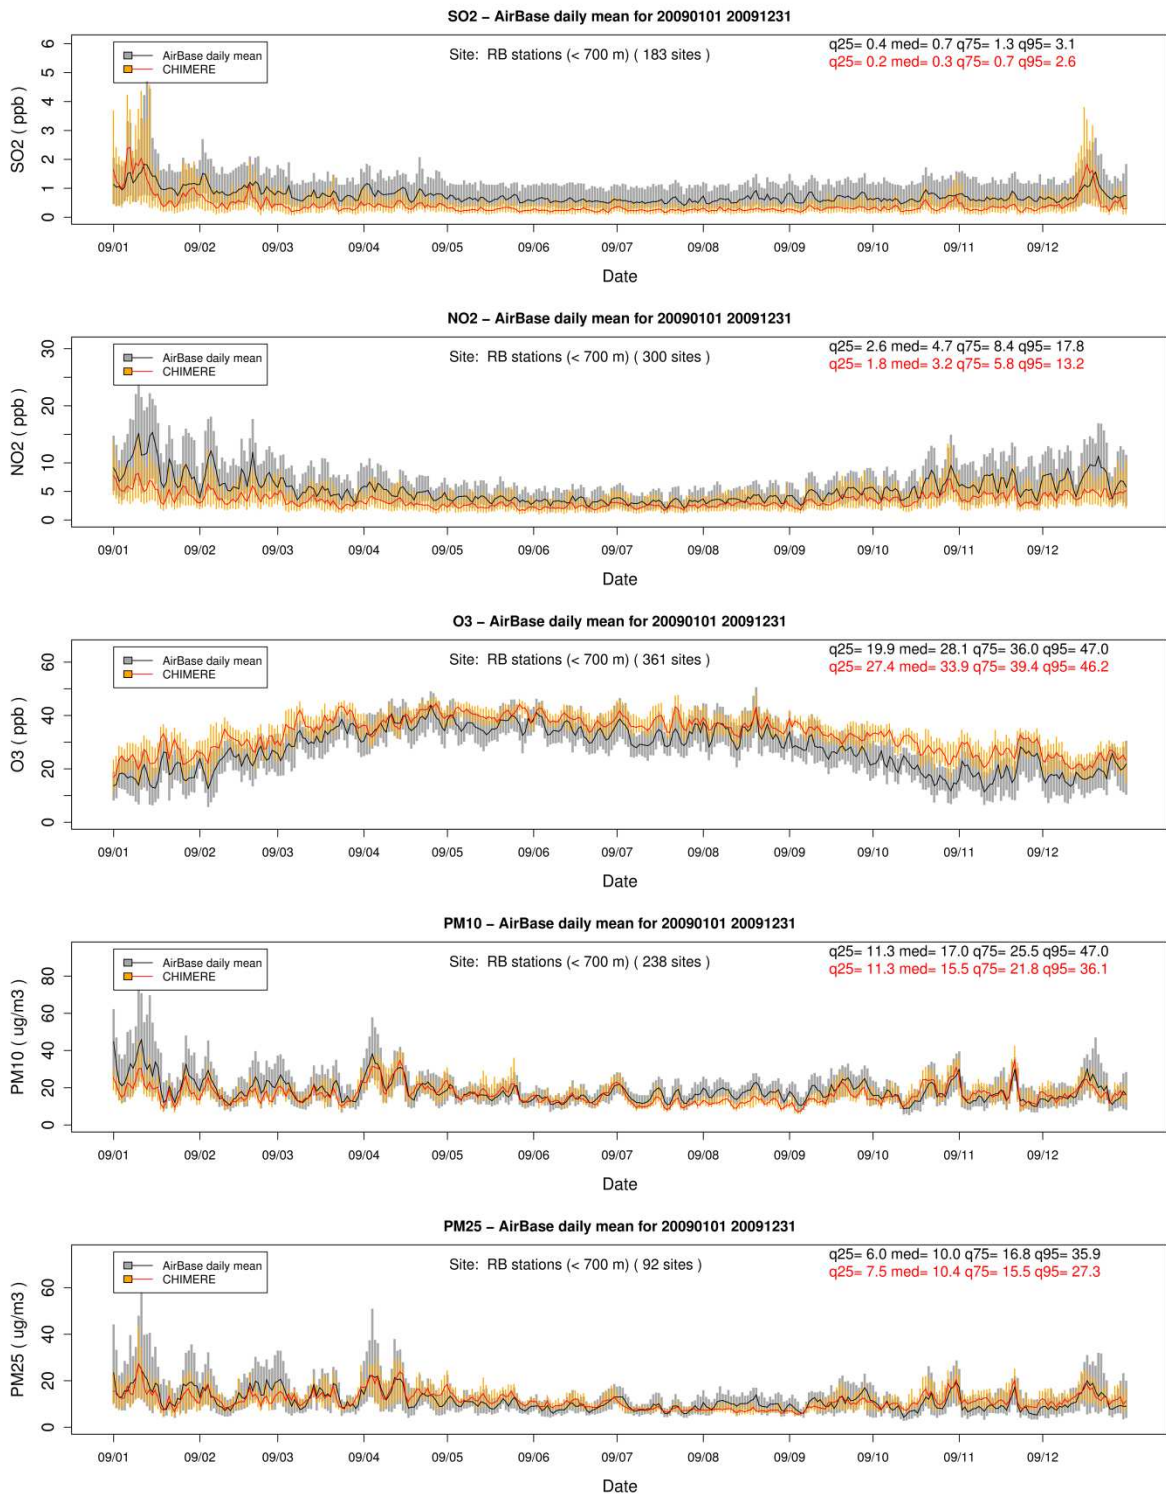 SO2 − AirBase daily mean for 20090101 20091231
AirBase daily mean
CHIMERE
Site: RB stations (< 700 m) ( 183 sites )
q25= 0.4 med= 0.7 q75= 1.3 q95= 3.1
q25= 0.2 med= 0.3 q75= 0.7 q95= 2.6
SO2 ( ppb )
6
5
4
3
2
1
0
09/01 09/02 09/03 09/04 09/05 09/06 09/07 09/08 09/09 09/10 09/11 09/12
Date
NO2 − AirBase daily mean for 20090101 20091231
AirBase daily mean
CHIMERE
Site: RB stations (< 700 m) ( 300 sites )
q25= 2.6 med= 4.7 q75= 8.4 q95= 17.8
q25= 1.8 med= 3.2 q75= 5.8 q95= 13.2
NO2 ( ppb )
30
20
10
5
0
09/01 09/02 09/03 09/04 09/05 09/06 09/07 09/08 09/09 09/10 09/11 09/12
Date
O3 − AirBase daily mean for 20090101 20091231
AirBase daily mean
CHIMERE
Site: RB stations (< 700 m) ( 361 sites )
q25= 19.9 med= 28.1 q75= 36.0 q95= 47.0
q25= 27.4 med= 33.9 q75= 39.4 q95= 46.2
O3 ( ppb )
60
40
20
0
09/01 09/02 09/03 09/04 09/05 09/06 09/07 09/08 09/09 09/10 09/11 09/12
Date
PM10 − AirBase daily mean for 20090101 20091231
AirBase daily mean
CHIMERE
Site: RB stations (< 700 m) ( 238 sites )
q25= 11.3 med= 17.0 q75= 25.5 q95= 47.0
q25= 11.3 med= 15.5 q75= 21.8 q95= 36.1
PM10 ( ug/m3 )
80
60
40
20
0
09/01 09/02 09/03 09/04 09/05 09/06 09/07 09/08 09/09 09/10 09/11 09/12
Date
PM25 − AirBase daily mean for 20090101 20091231
AirBase daily mean
CHIMERE
Site: RB stations (< 700 m) ( 92 sites )
q25= 6.0 med= 10.0 q75= 16.8 q95= 35.9
q25= 7.5 med= 10.4 q75= 15.5 q95= 27.3
PM25 ( ug/m3 )
60
40
20
0
09/01 09/02 09/03 09/04 09/05 09/06 09/07 09/08 09/09 09/10 09/11 09/12
Date